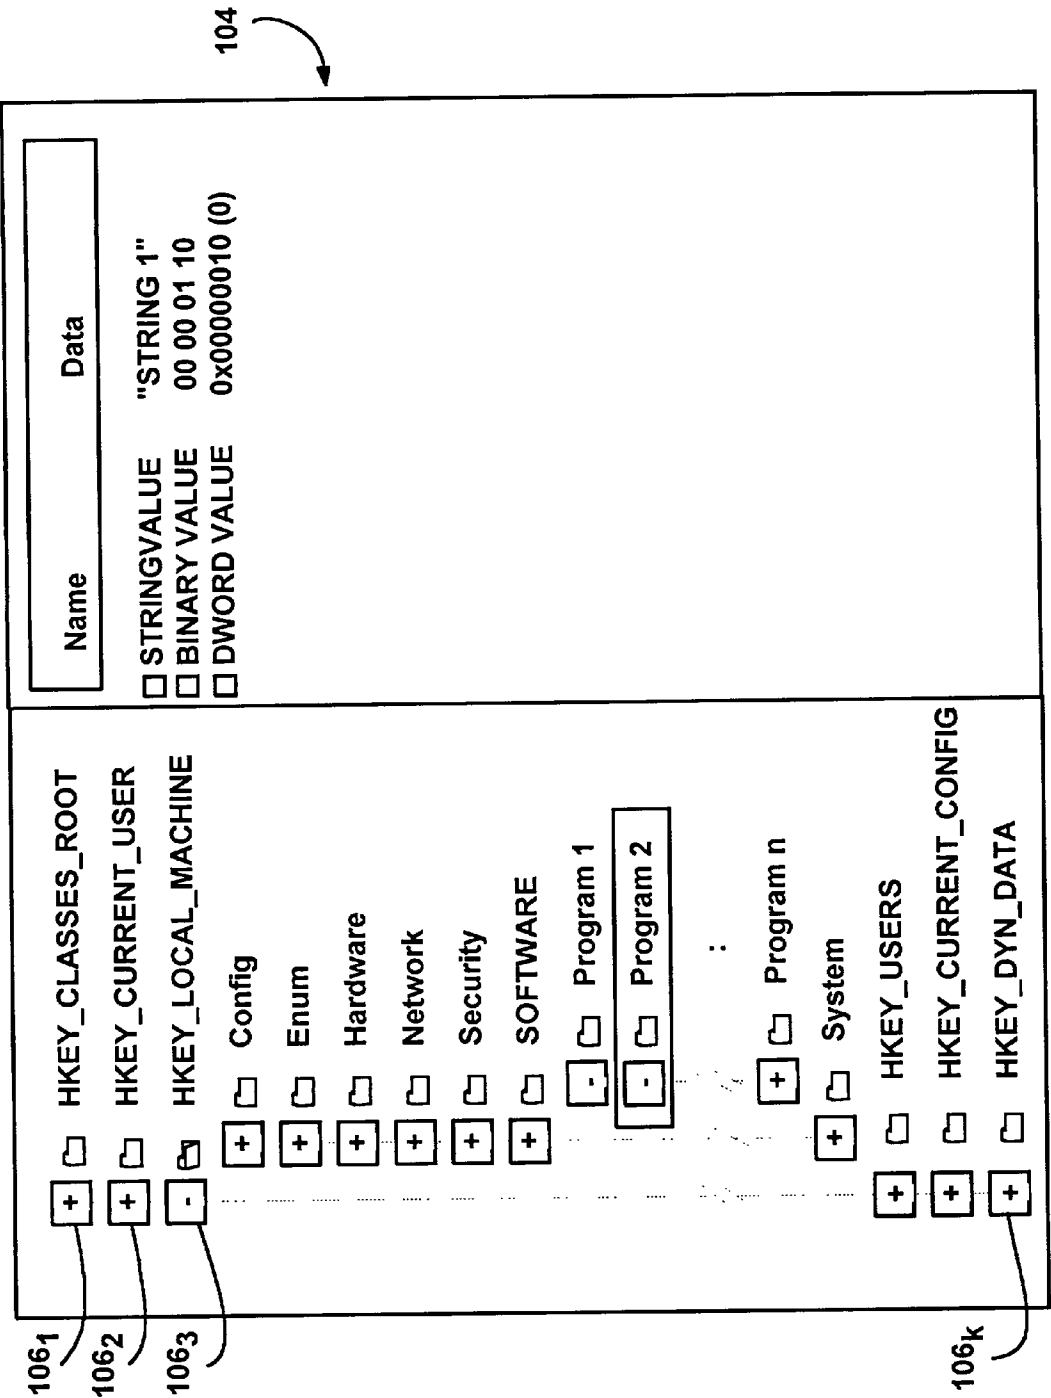 104
Name Data
STRINGVALUE "STRING 1"
BINARY VALUE 00 00 01 10
DWORD VALUE 0x00000010 (0)
106₁ + HKEY_CLASSES_ROOT
106₂ + HKEY_CURRENT_USER
106₃ - HKEY_LOCAL_MACHINE
+ Config
+ Enum
+ Hardware
+ Network
+ Security
+ SOFTWARE
- Program 1
- Program 2
:
+ Program n
+ System
+ HKEY_USERS
+ HKEY_CURRENT_CONFIG
106ₖ + HKEY_DYN_DATA